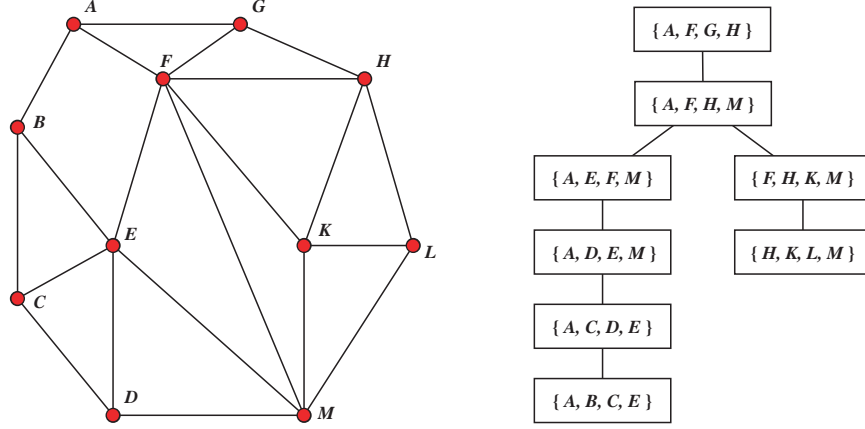 A
G
F
H
B
E
K
L
C
D
M
{ A, F, G, H }
{ A, F, H, M }
{ A, E, F, M }
{ F, H, K, M }
{ A, D, E, M }
{ H, K, L, M }
{ A, C, D, E }
{ A, B, C, E }